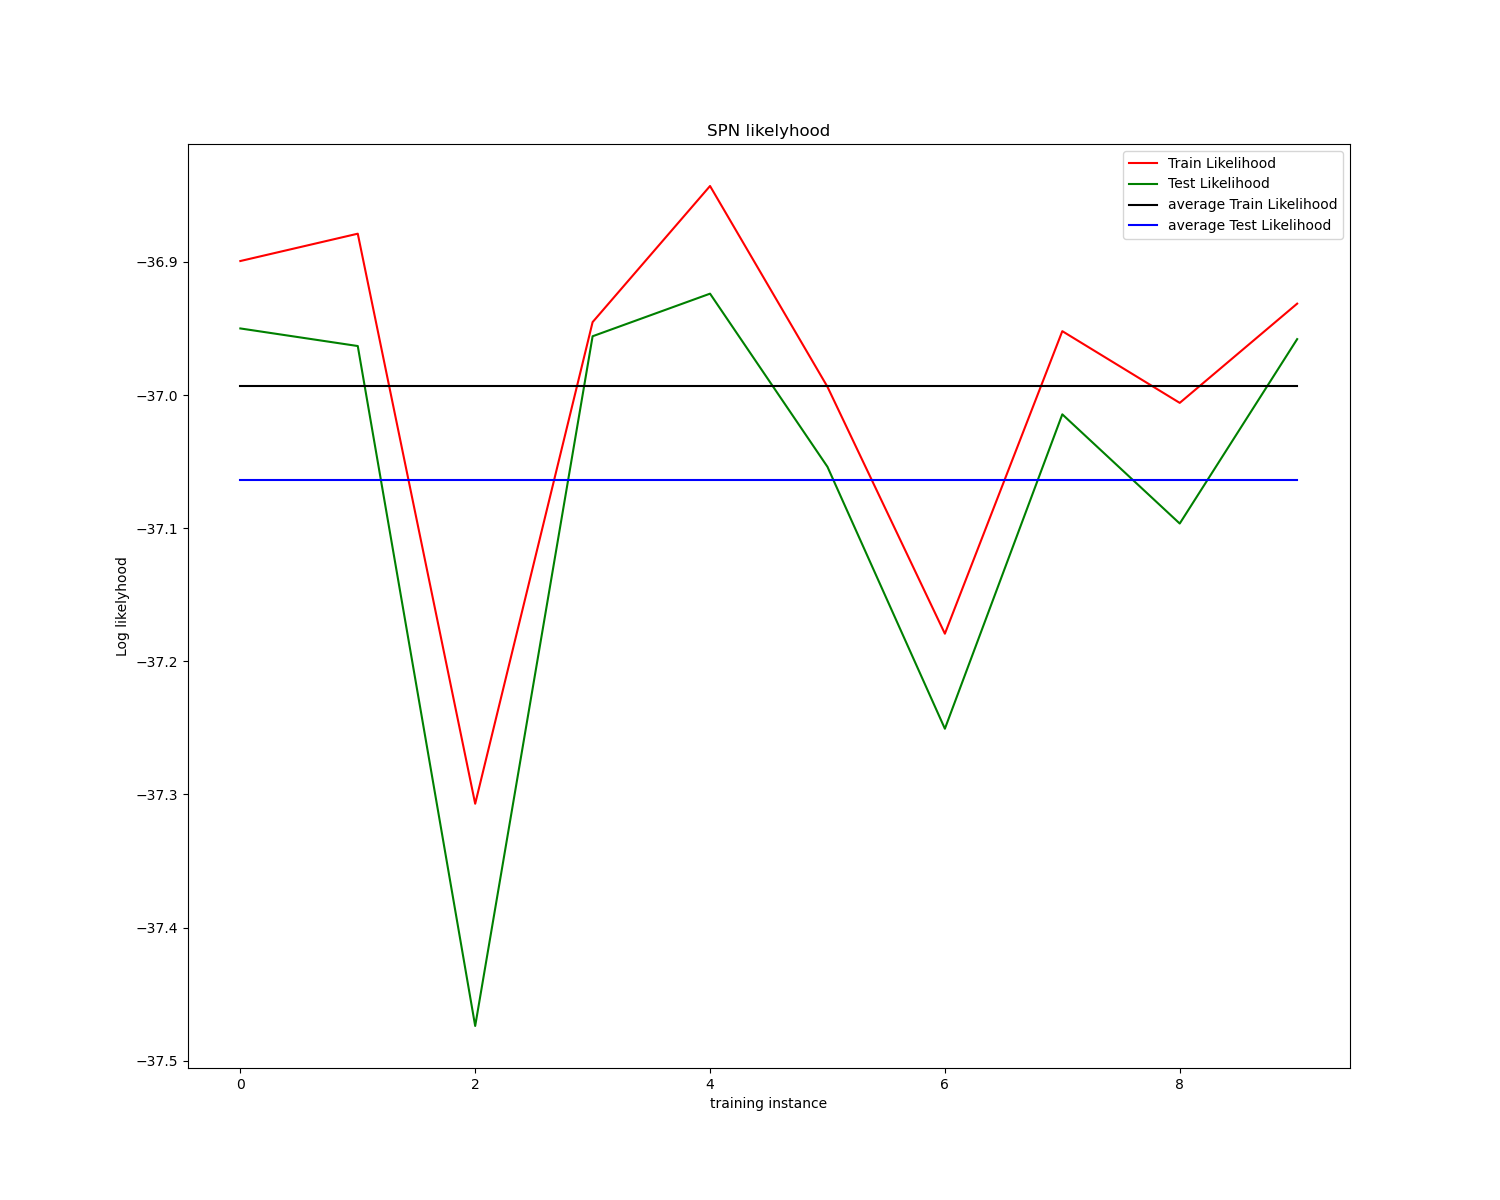 SPN likelyhood
Train Likelihood
Test Likelihood
average Train Likelihood
average Test Likelihood
−36.9
−37.0
−37.1
−37.2
−37.3
−37.4
−37.5
Log likelyhood
0 2 4 6 8
training instance